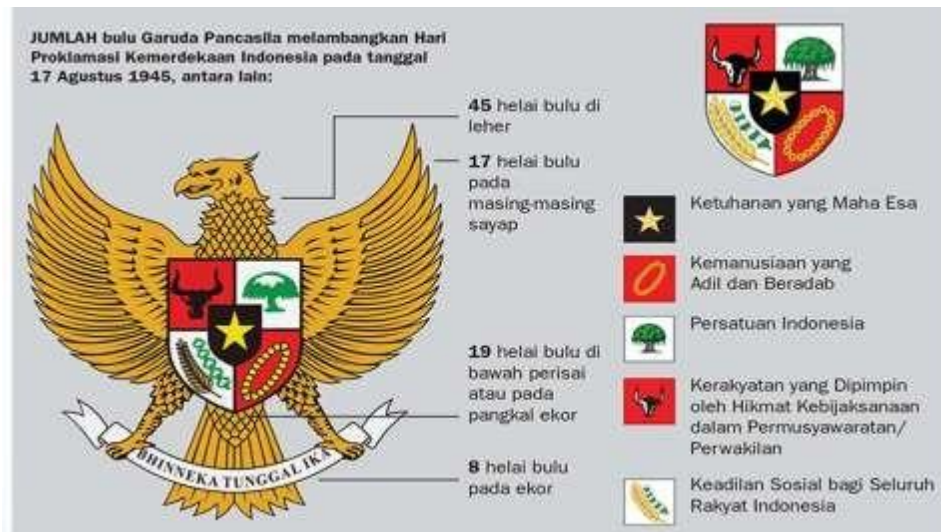 JUMLAH bulu Garuda Pancasila melambangkan Hari
Proklamasi Kemerdekaan Indonesia pada tanggal
17 Agustus 1945, antara lain:
45 helai bulu di
leher
17 helai bulu
pada
masing-masing
sayap
19 helai bulu di
bawah perisai
atau pada
pangkal ekor
8 helai bulu
pada ekor
BHINNEKA TUNGGAL IKA
Ketuhanan yang Maha Esa
Kemanusiaan yang
Adil dan Beradab
Persatuan Indonesia
Kerakyatan yang Dipimpin
oleh Hikmat Kebijaksanaan
dalam Permusyawaratan/
Perwakilan
Keadilan Sosial bagi Seluruh
Rakyat Indonesia